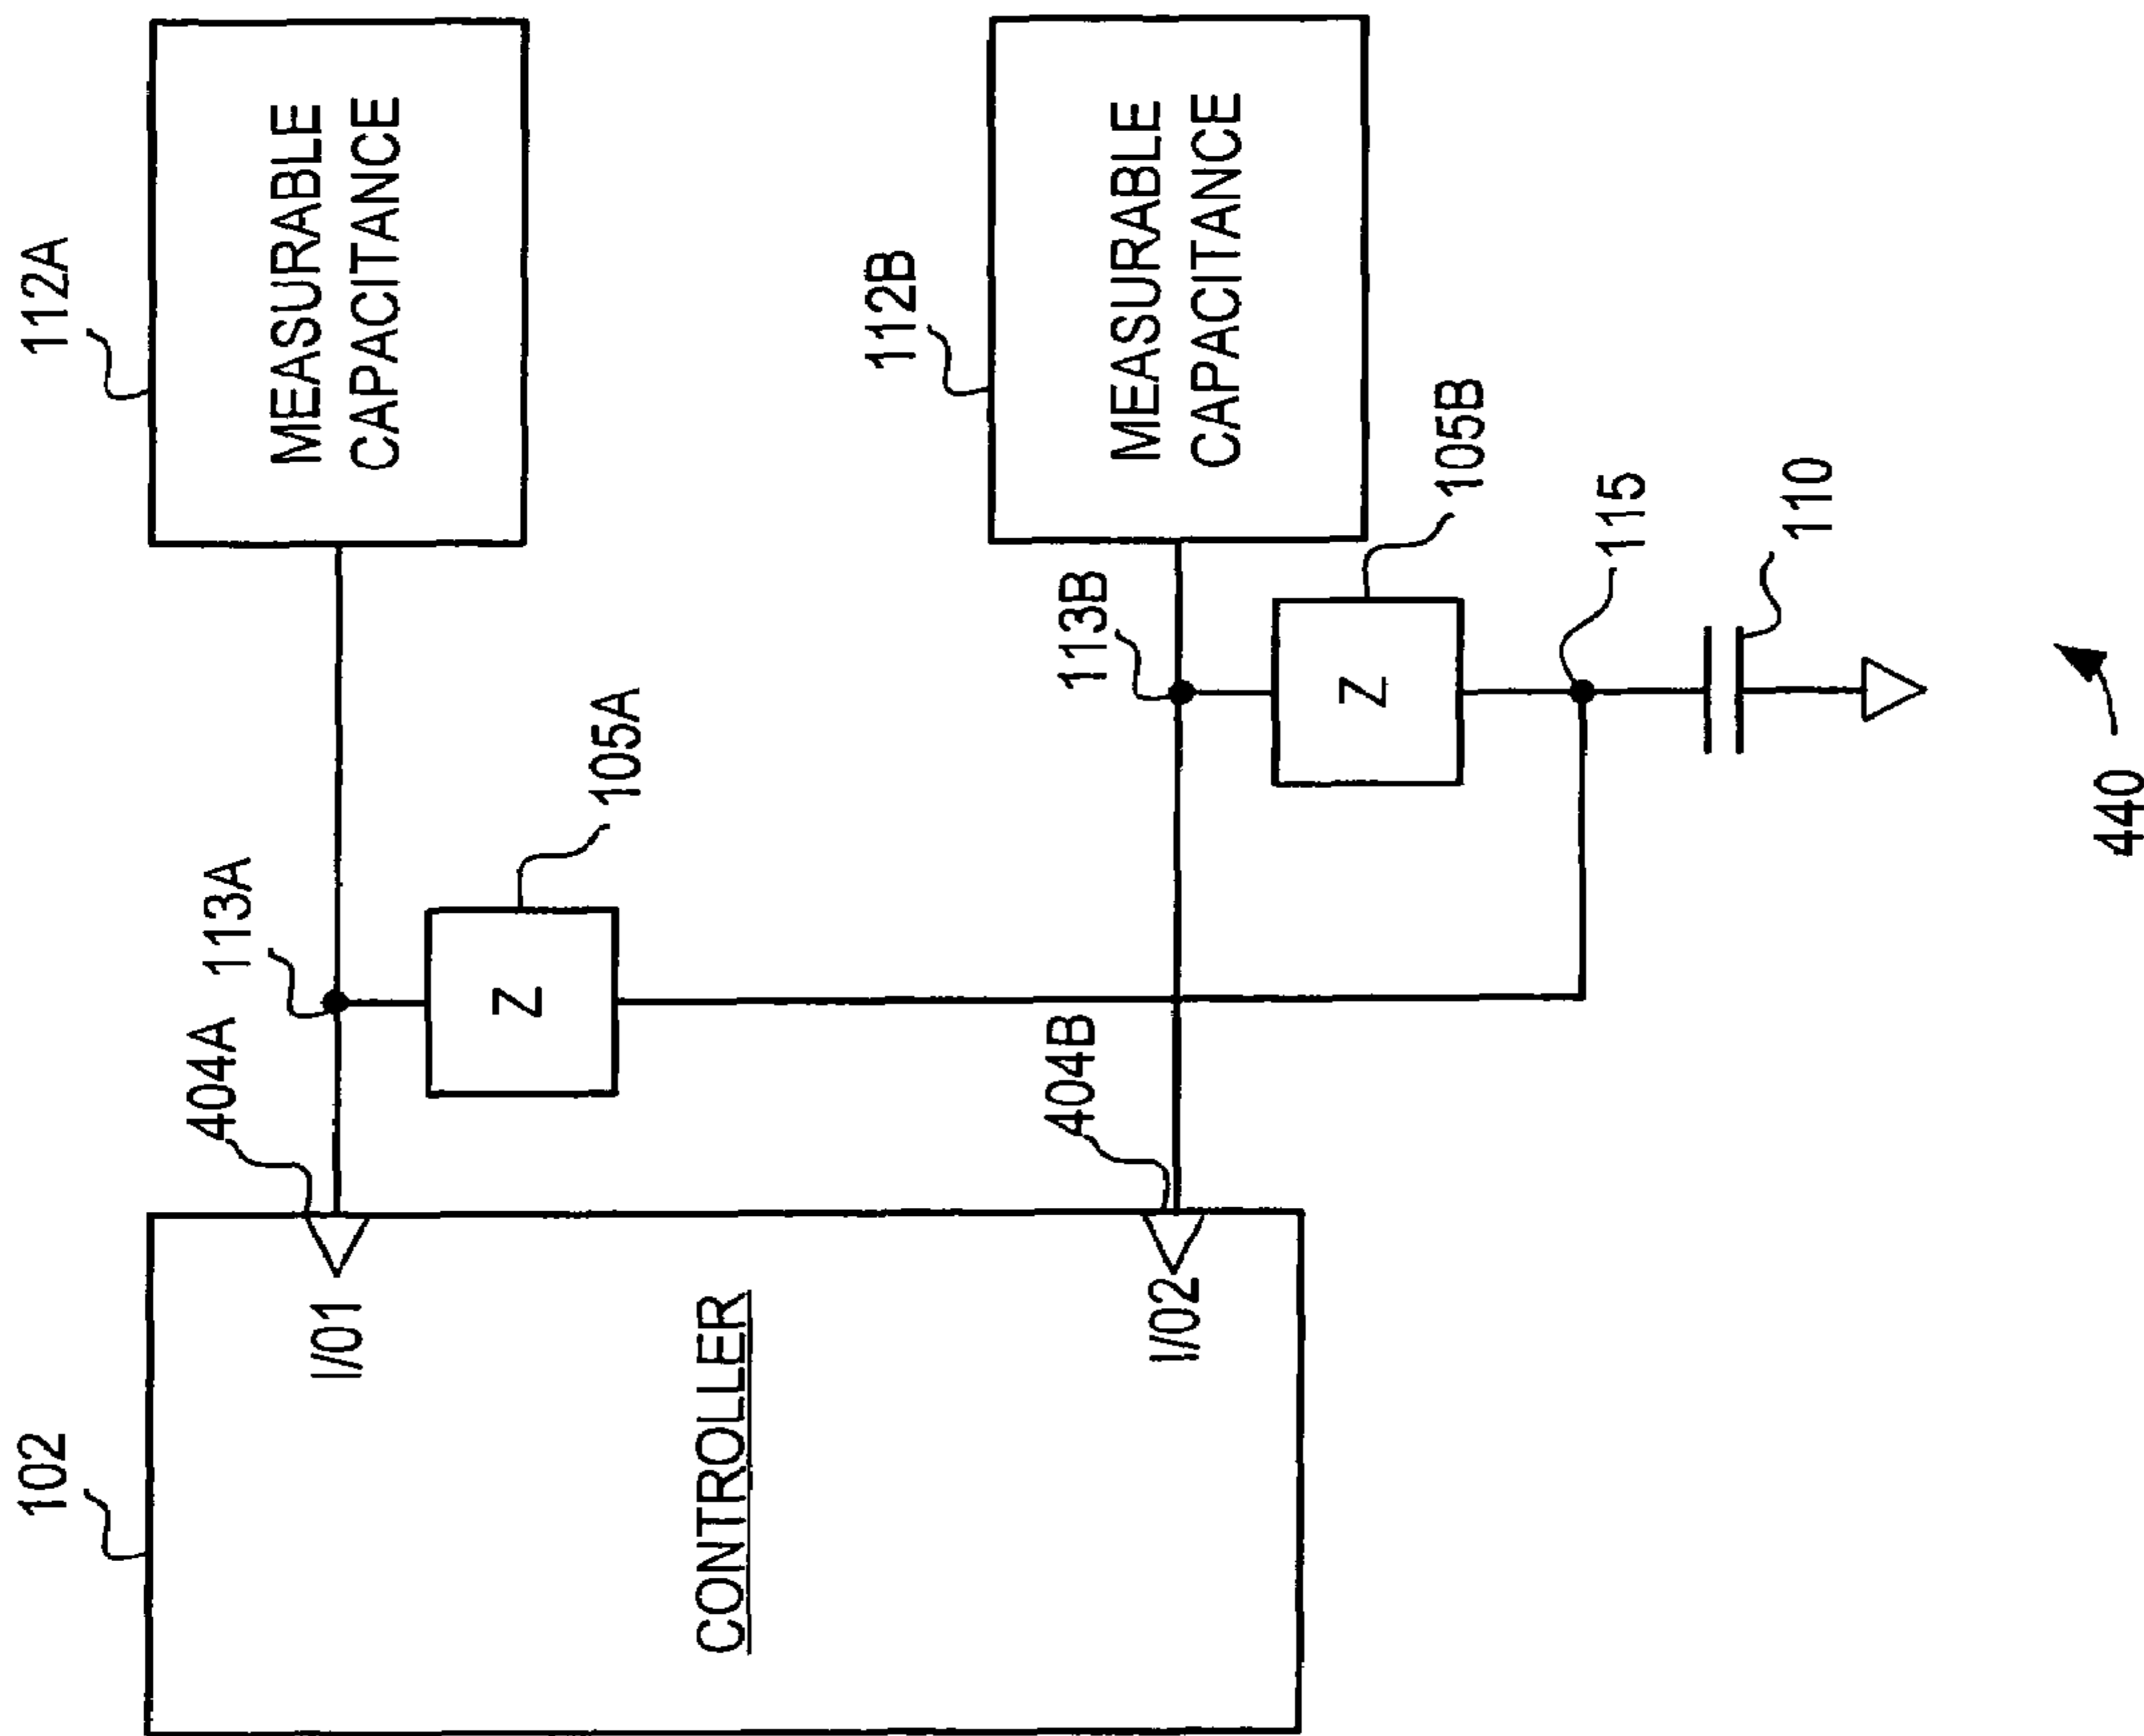 112A
MEASURABLE
CAPACITANCE
112B
MEASURABLE
CAPACITANCE
113A
105A
Z
113B
105B
Z
115
110
404A
404B
102
I/01
I/02
CONTROLLER
440